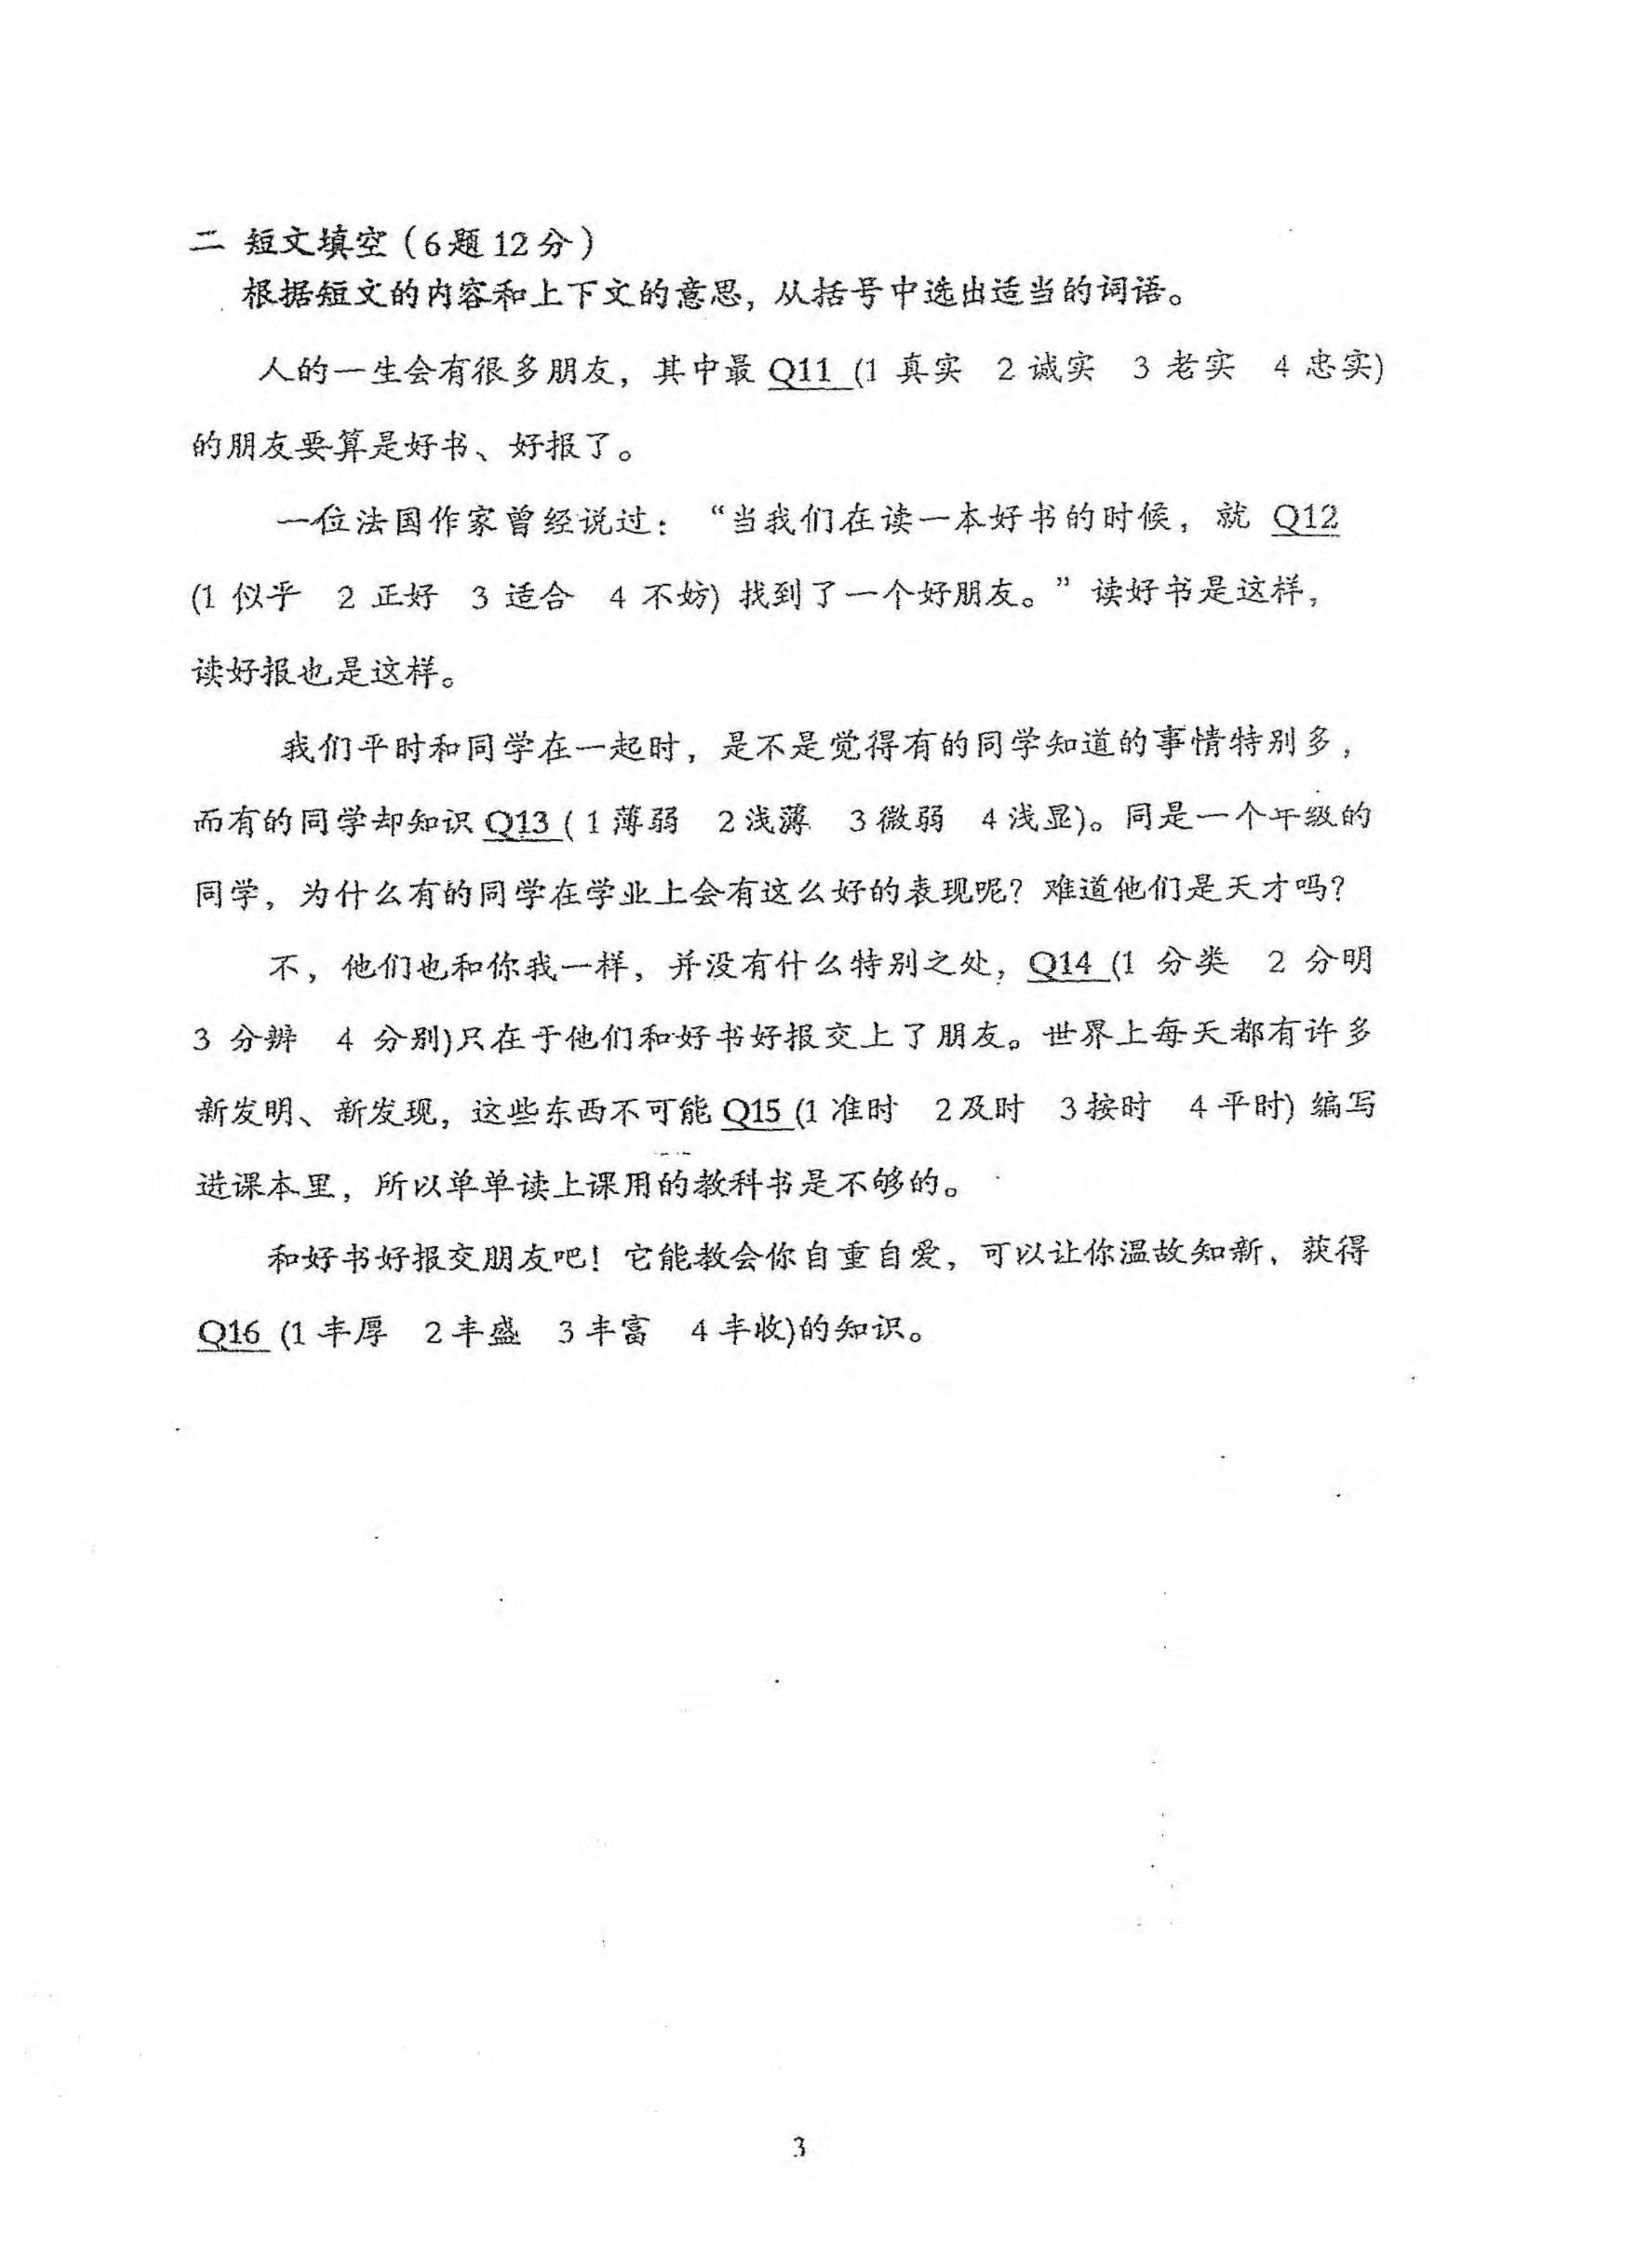 二 短文填空（6题12分）
根据短文的内容和上下文的意思，从括号中选出适当的词语。
人的一生会有很多朋友，其中最 Q11 (1 真实 2 诚实 3 老实 4 忠实)
的朋友要算是好书、好报了。
一位法国作家曾经说过：“当我们在读一本好书的时候，就 Q12
(1 似乎 2 正好 3 适合 4 不妨) 找到了一个好朋友。”读好书是这样，
读好报也是这样。
我们平时和同学在一起时，是不是觉得有的同学知道的事情特别多，
而有的同学却知识 Q13 ( 1 薄弱 2 浅薄 3 微弱 4 浅显)。同是一个年级的
同学，为什么有的同学在学业上会有这么好的表现呢？难道他们是天才吗？
不，他们也和你我一样，并没有什么特别之处，Q14 (1 分类 2 分明
3 分辨 4 分别)只在于他们和好书好报交上了朋友。世界上每天都有许多
新发明、新发现，这些东西不可能 Q15 (1 准时 2 及时 3 按时 4 平时) 编写
进课本里，所以单单读上课用的教科书是不够的。
和好书好报交朋友吧！它能教会你自重自爱，可以让你温故知新，获得
Q16 (1 丰厚 2 丰盛 3 丰富 4 丰收)的知识。
3